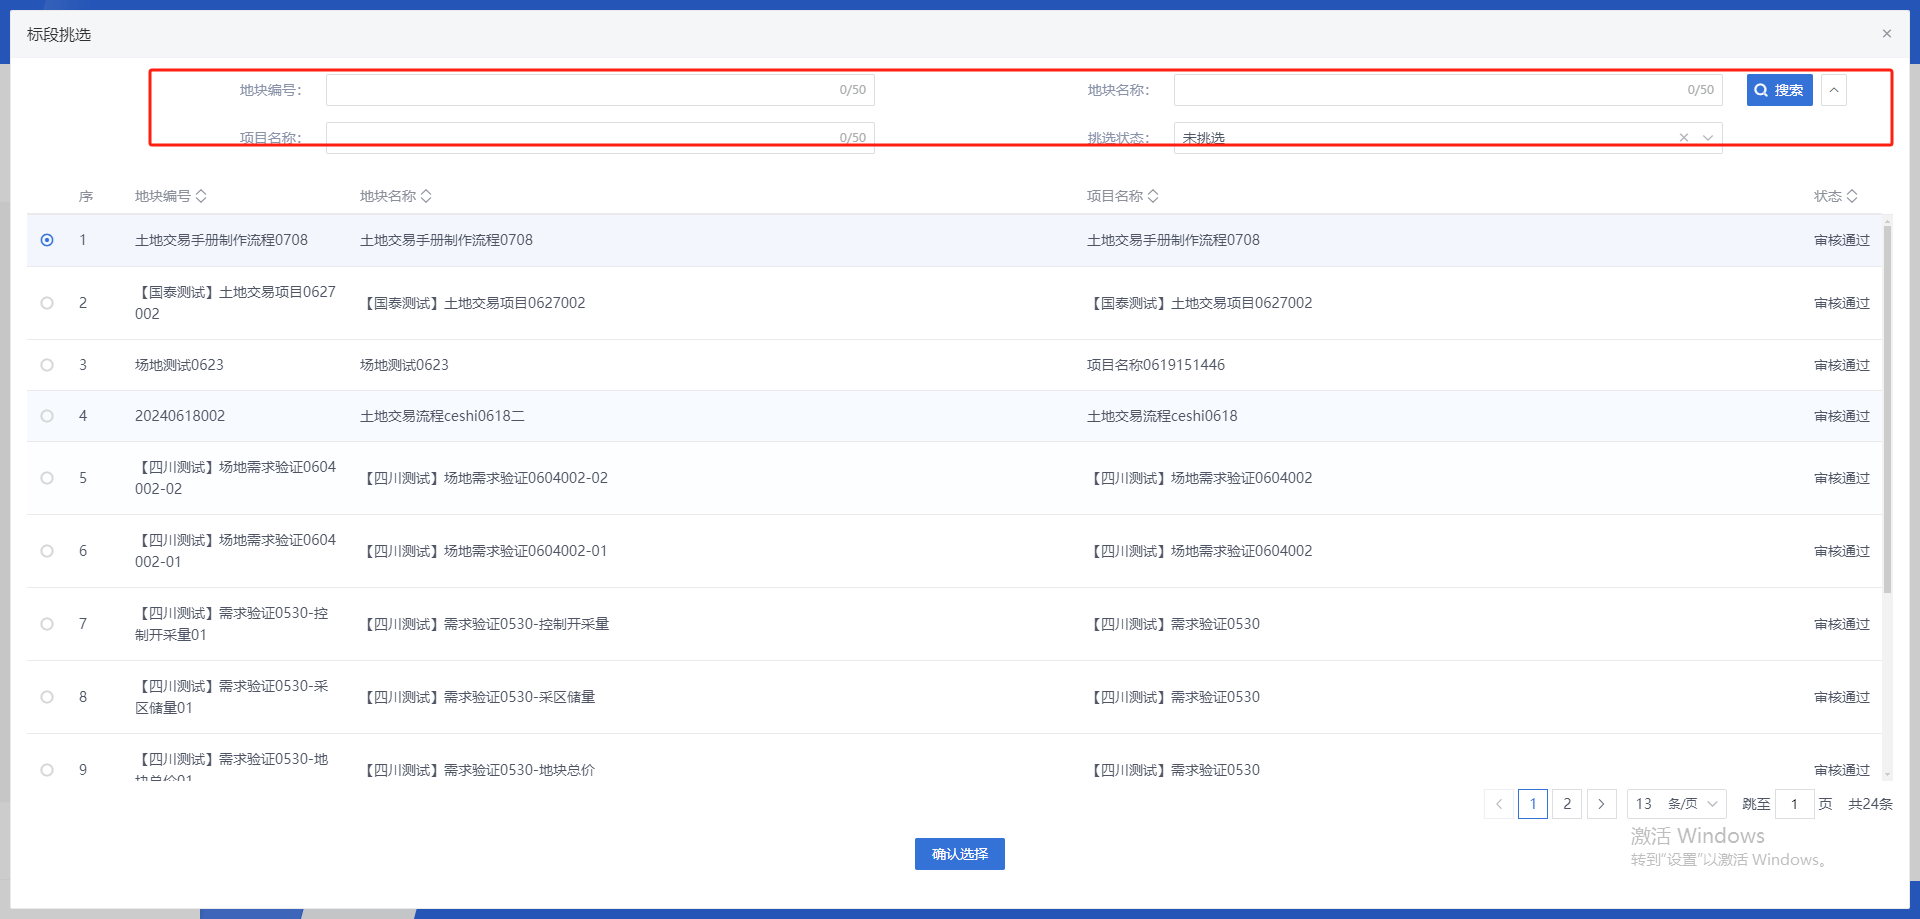 标段挑选
地块编号： 0/50 地块名称： 0/50 搜索
项目名称： 0/50 挑选状态： 未挑选
序 地块编号 地块名称 项目名称 状态
1 土地交易手册制作流程0708 土地交易手册制作流程0708 土地交易手册制作流程0708 审核通过
2 【国泰测试】土地交易项目0627
002 【国泰测试】土地交易项目0627002 【国泰测试】土地交易项目0627002 审核通过
3 场地测试0623 场地测试0623 项目名称0619151446 审核通过
4 20240618002 土地交易流程ceshi0618二 土地交易流程ceshi0618 审核通过
5 【四川测试】场地需求验证0604
002-02 【四川测试】场地需求验证0604002-02 【四川测试】场地需求验证0604002 审核通过
6 【四川测试】场地需求验证0604
002-01 【四川测试】场地需求验证0604002-01 【四川测试】场地需求验证0604002 审核通过
7 【四川测试】需求验证0530-控
制开采量01 【四川测试】需求验证0530-控制开采量 【四川测试】需求验证0530 审核通过
8 【四川测试】需求验证0530-采
区储量01 【四川测试】需求验证0530-采区储量 【四川测试】需求验证0530 审核通过
9 【四川测试】需求验证0530-地
块总价01 【四川测试】需求验证0530-地块总价 【四川测试】需求验证0530 审核通过
1 2 13 条/页 跳至 1 页 共24条
激活 Windows
转到"设置"以激活 Windows。
确认选择